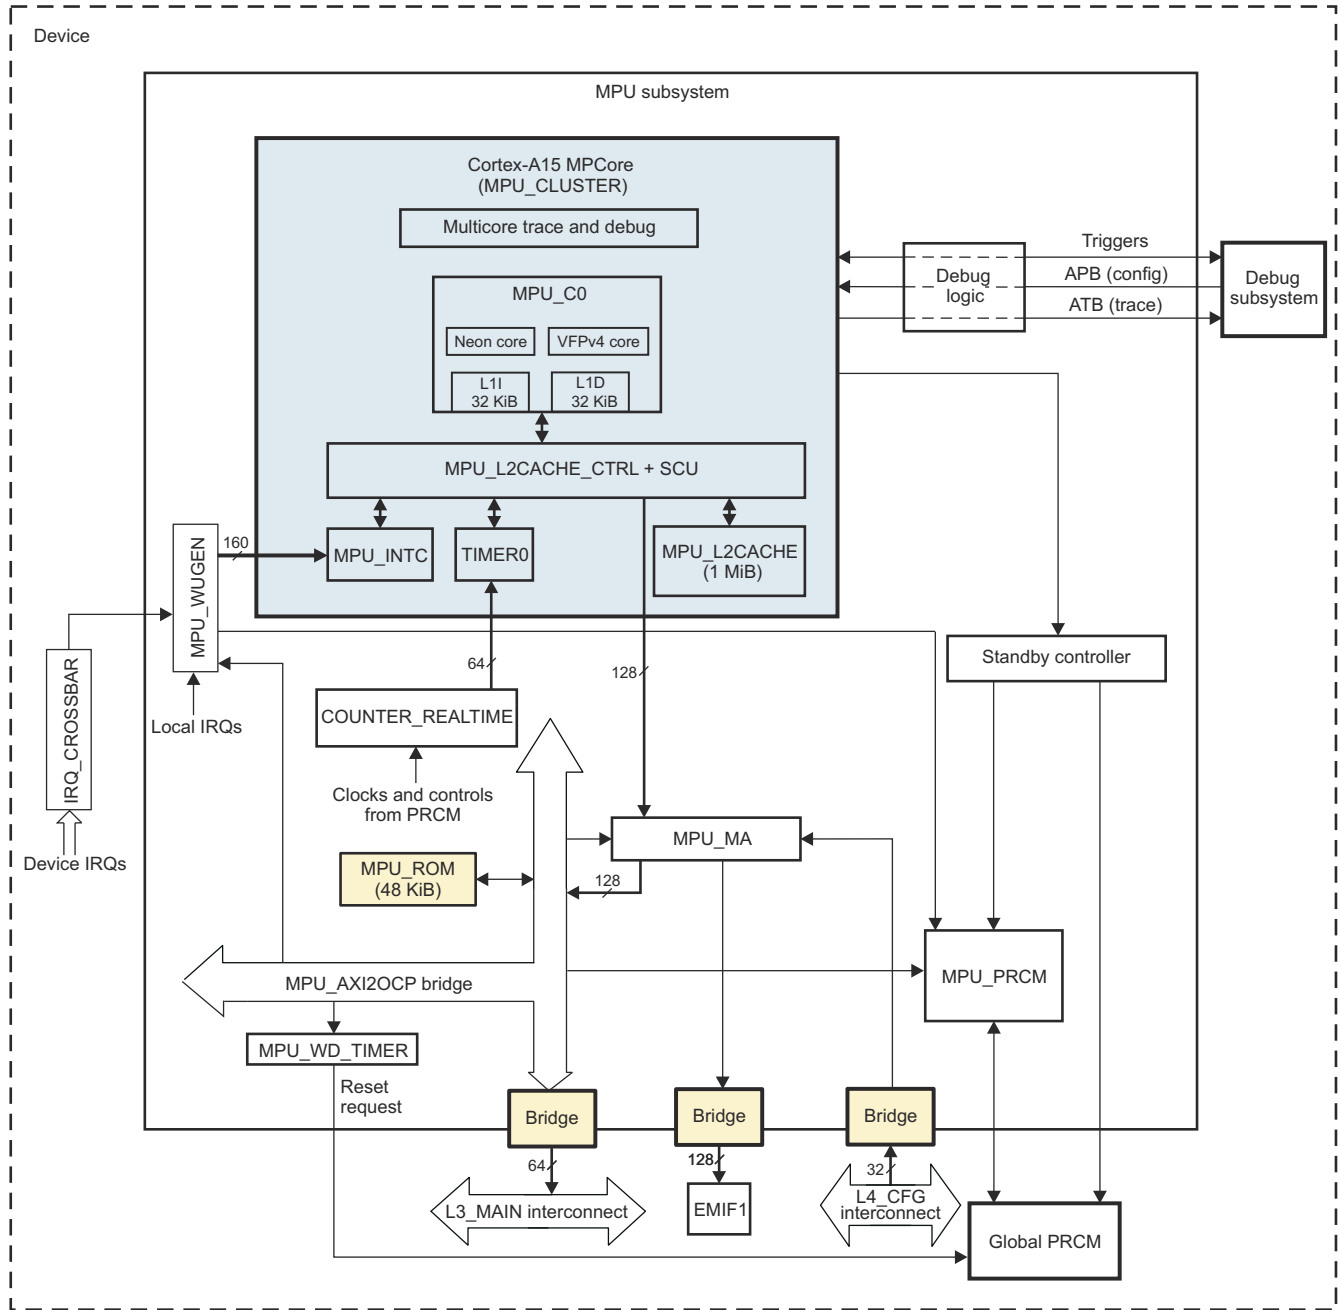 Device
MPU subsystem
Cortex-A15 MPCore
(MPU_CLUSTER)
Multicore trace and debug
MPU_C0
Neon core
VFPv4 core
L1I
32 KiB
L1D
32 KiB
MPU_L2CACHE_CTRL + SCU
MPU_INTC
TIMER0
MPU_L2CACHE
(1 MiB)
Debug
logic
Triggers
APB (config)
ATB (trace)
Debug
subsystem
160
MPU_WUGEN
IRQ_CROSSBAR
Local IRQs
Device IRQs
64
128
COUNTER_REALTIME
Clocks and controls
from PRCM
Standby controller
MPU_MA
128
MPU_ROM
(48 KiB)
MPU_AXI2OCP bridge
MPU_PRCM
MPU_WD_TIMER
Reset
request
Bridge
Bridge
Bridge
64
128
32
L3_MAIN interconnect
EMIF1
L4_CFG
interconnect
Global PRCM